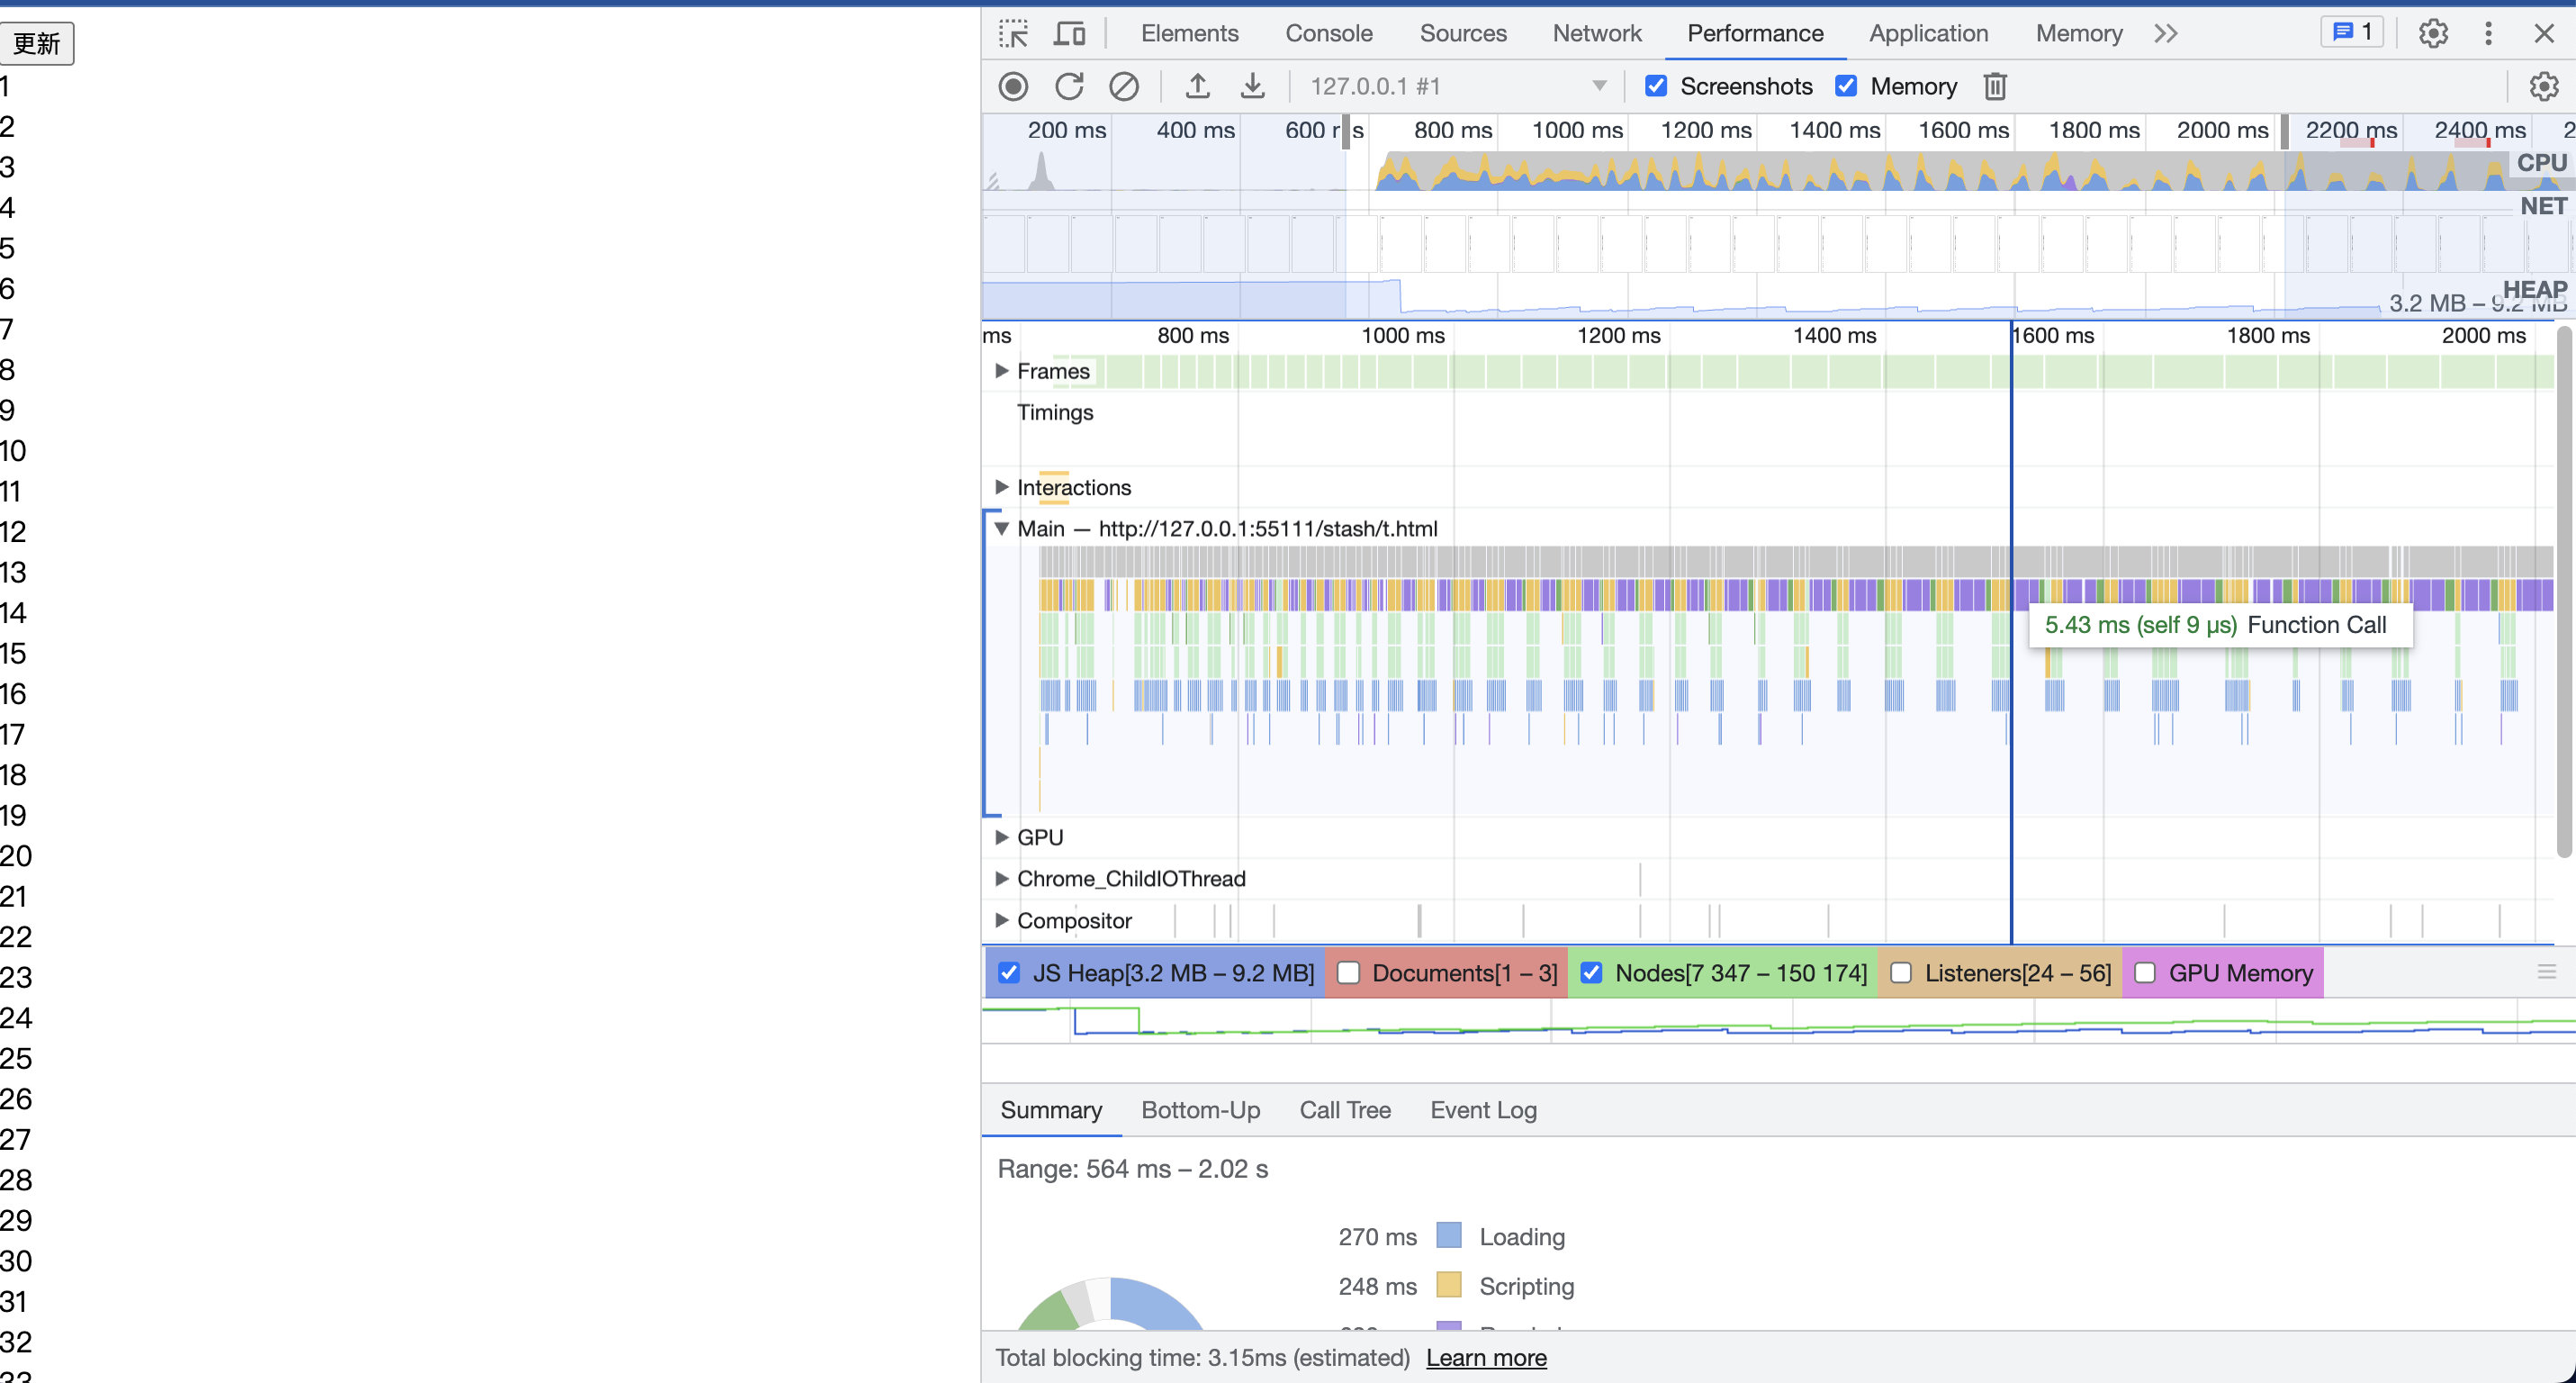 更新
1
2
3
4
5
6
7
8
9
10
11
12
13
14
15
16
17
18
19
20
21
22
23
24
25
26
27
28
29
30
31
32
33
Elements Console Sources Network Performance Application Memory 1
127.0.0.1 #1 Screenshots Memory
200 ms 400 ms 600 ms 800 ms 1000 ms 1200 ms 1400 ms 1600 ms 1800 ms 2000 ms 2200 ms 2400 ms 2
CPU
NET
HEAP
3.2 MB – 9.2 MB
ms 800 ms 1000 ms 1200 ms 1400 ms 1600 ms 1800 ms 2000 ms
Frames
Timings
Interactions
Main — http://127.0.0.1:55111/stash/t.html
5.43 ms (self 9 μs) Function Call
GPU
Chrome_ChildIOThread
Compositor
JS Heap[3.2 MB – 9.2 MB] Documents[1 – 3] Nodes[7 347 – 150 174] Listeners[24 – 56] GPU Memory
Summary Bottom-Up Call Tree Event Log
Range: 564 ms – 2.02 s
270 ms Loading
248 ms Scripting
Total blocking time: 3.15ms (estimated) Learn more